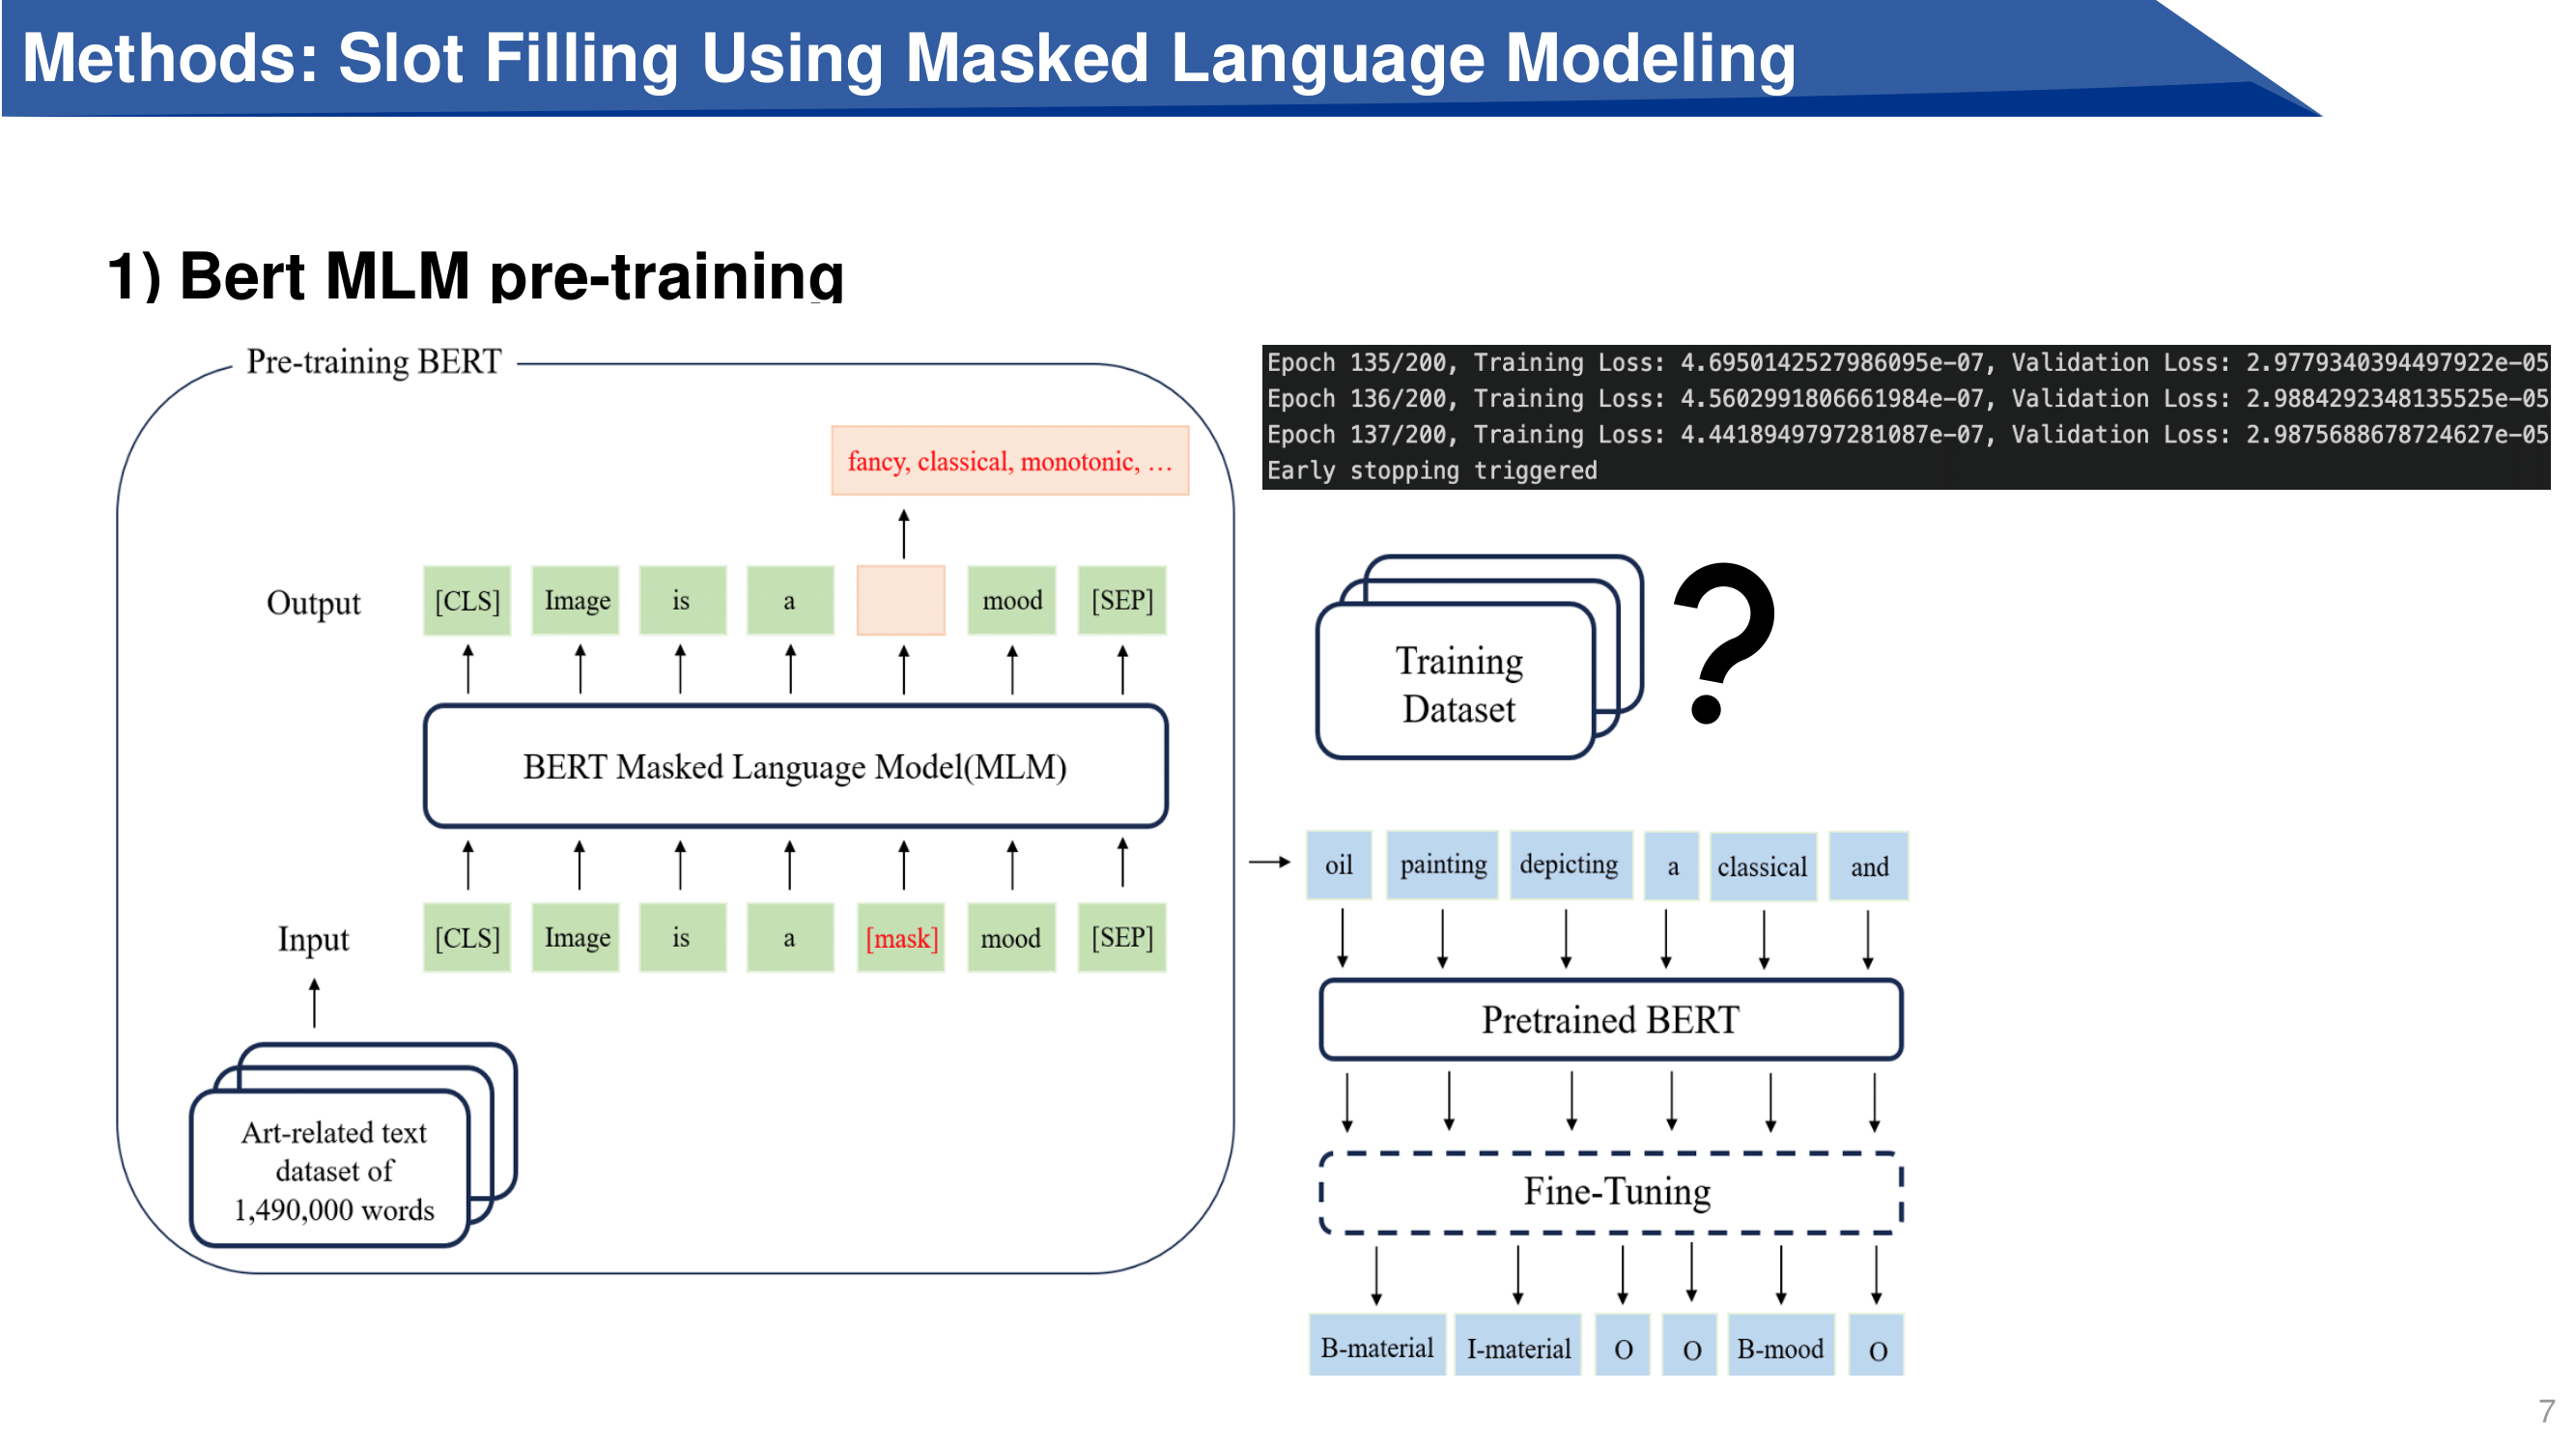 Methods: Slot Filling Using Masked Language Modeling
1) Bert MLM pre-training
Pre-training BERT
fancy, classical, monotonic, …
Output
[CLS] Image is a mood [SEP]
BERT Masked Language Model(MLM)
Input
[CLS] Image is a [mask] mood [SEP]
Art-related text
dataset of
1,490,000 words
Epoch 135/200, Training Loss: 4.6950142527986095e-07, Validation Loss: 2.9779340394497922e-05
Epoch 136/200, Training Loss: 4.5602991806661984e-07, Validation Loss: 2.9884292348135525e-05
Epoch 137/200, Training Loss: 4.4418949797281087e-07, Validation Loss: 2.9875688678724627e-05
Early stopping triggered
Training
Dataset
?
oil painting depicting a classical and
Pretrained BERT
Fine-Tuning
B-material I-material O O B-mood O
7